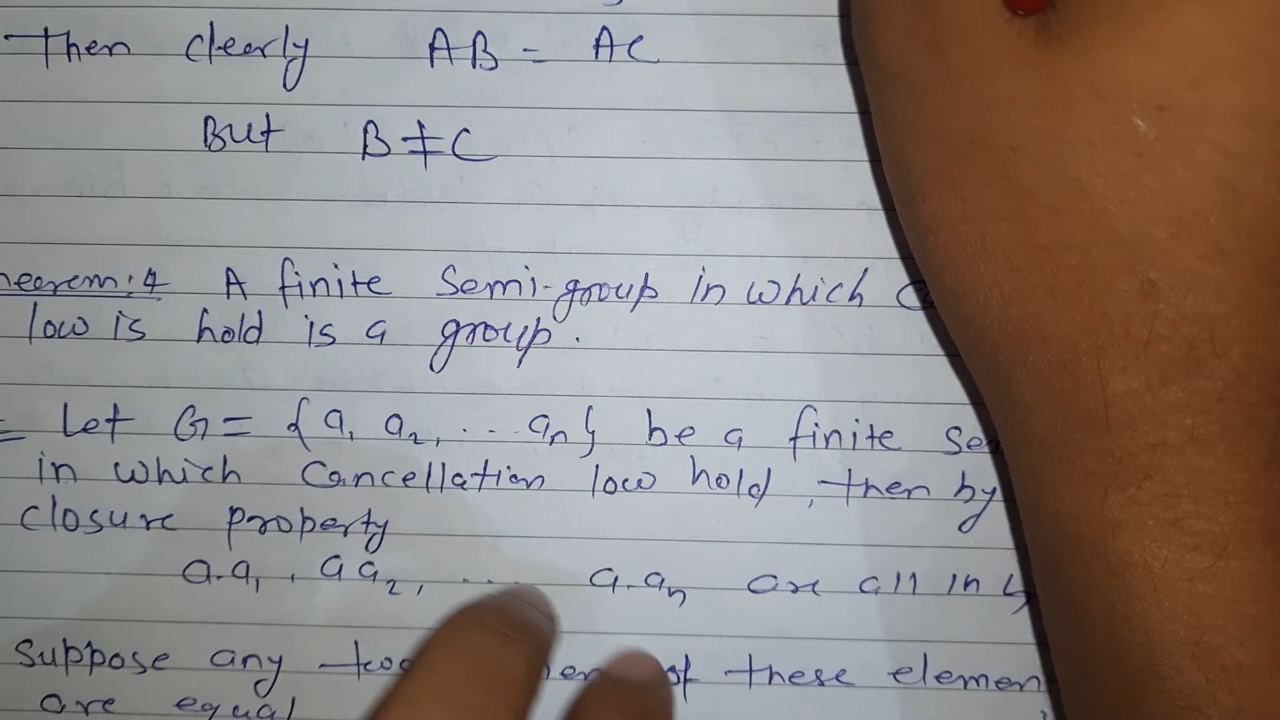 Then clearly AB = AC
But B ≠ C
heorem:4 A finite Semi-group in which
low is hold is a group.
Let G = {a, a2, ... an} be a finite
in which Cancellation low hold, then by
closure property
a.a1, aa2, ... a.an are all in G
Suppose any two of these elemen
are equal